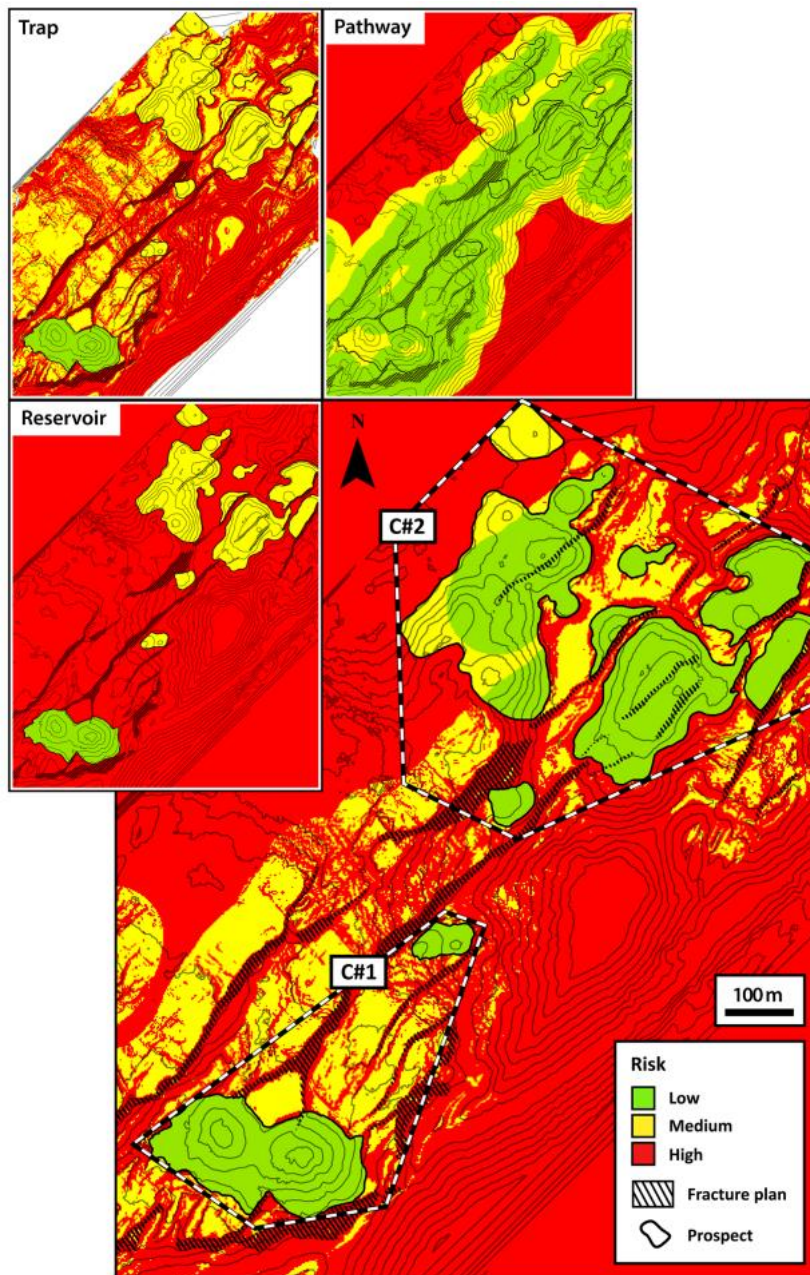 Trap
Pathway
Reservoir
N
C#2
C#1
100 m
Risk
Low
Medium
High
Fracture plan
Prospect